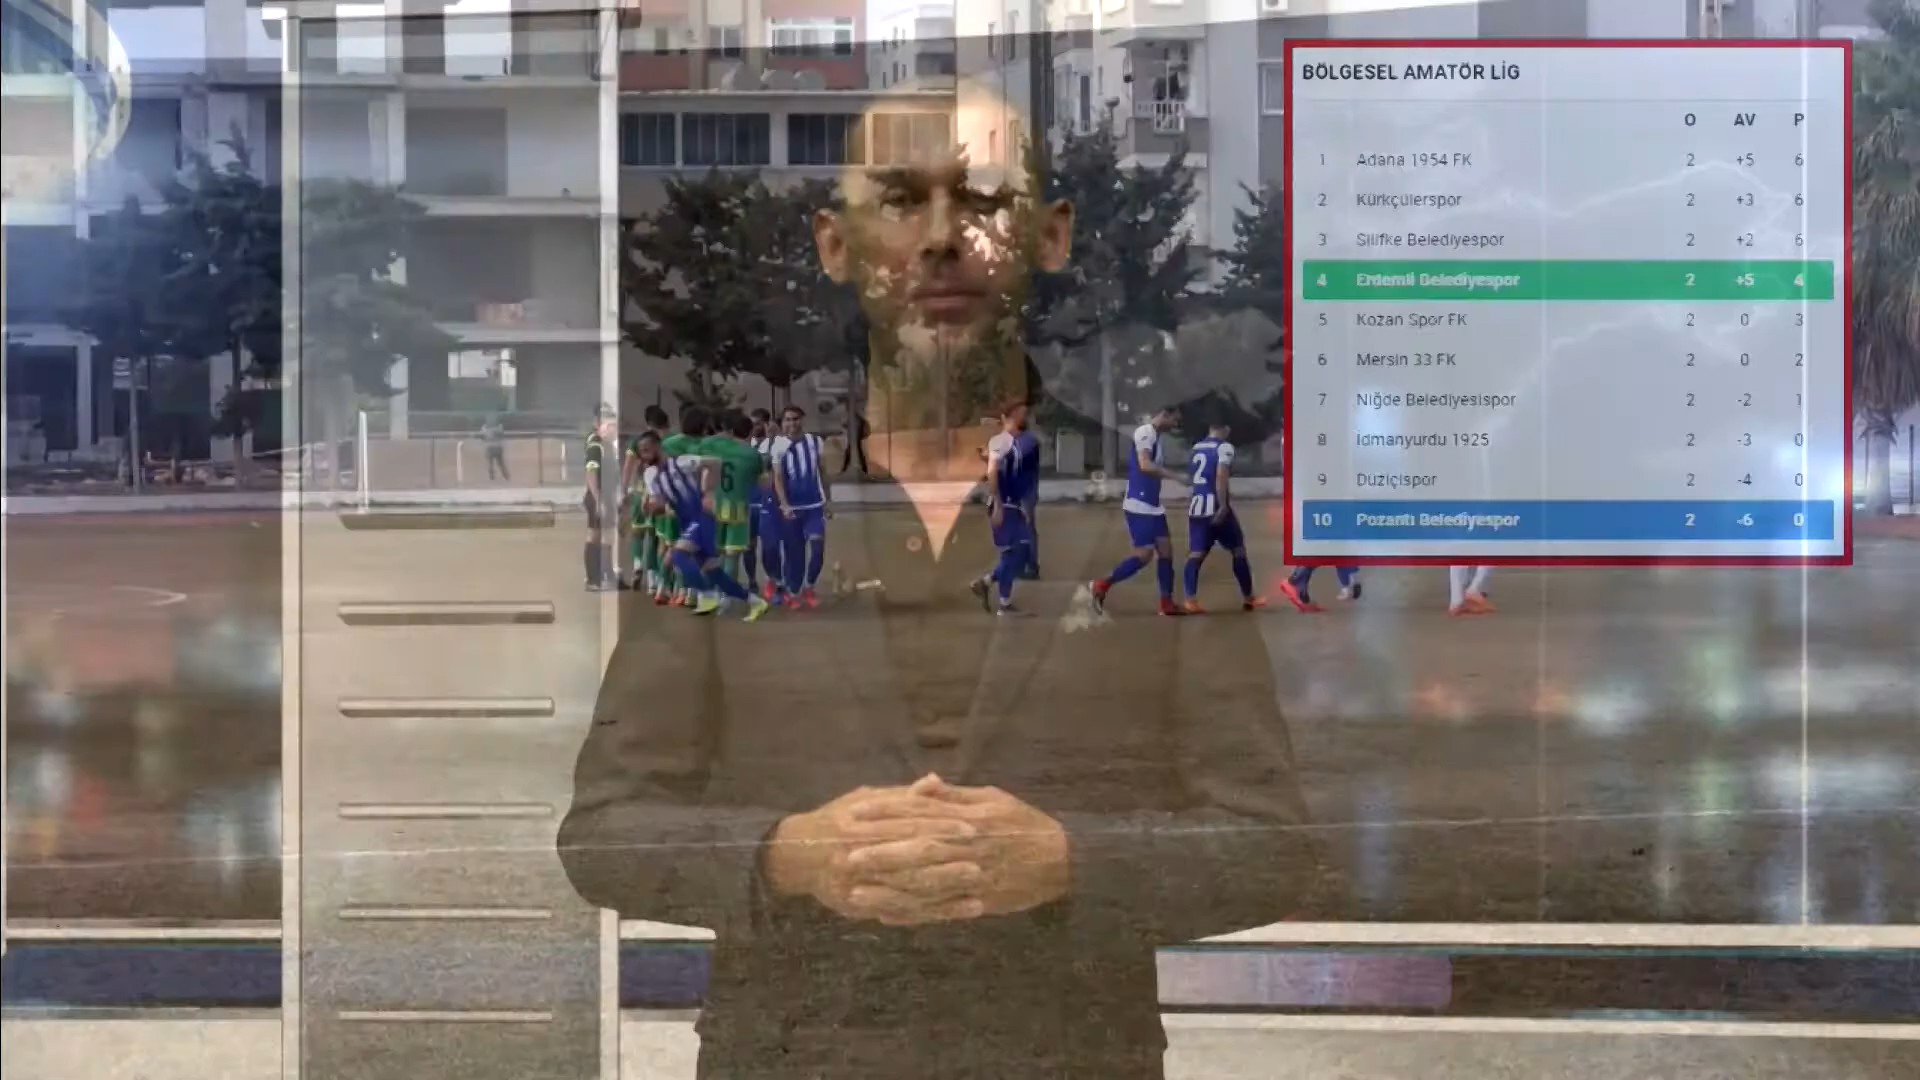 BÖLGESEL AMATÖR LİG
O AV P
1 Adana 1954 FK 2 +5 6
2 Kürkçülerspor 2 +3 6
3 Silifke Belediyespor 2 +2 6
4 Erdemli Belediyespor 2 +5 4
5 Kozan Spor FK 2 0 3
6 Mersin 33 FK 2 0 2
7 Niğde Belediyesispor 2 -2 1
8 İdmanyurdu 1925 2 -3 0
9 Düziçispor 2 -4 0
10 Pozantı Belediyespor 2 -6 0
6
2